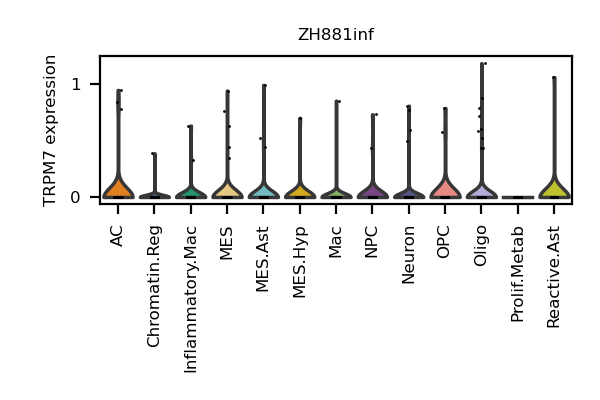 ZH881inf
TRPM7 expression
1
0
AC
Chromatin.Reg
Inflammatory.Mac
MES
MES.Ast
MES.Hyp
Mac
NPC
Neuron
OPC
Oligo
Prolif.Metab
Reactive.Ast